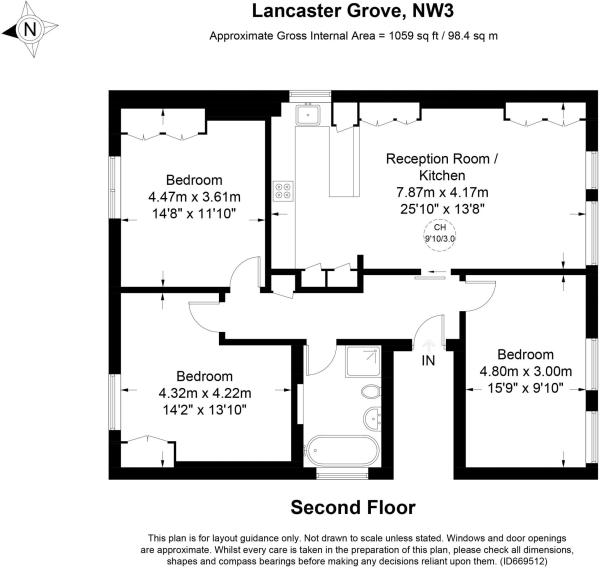 Lancaster Grove, NW3
N
Approximate Gross Internal Area = 1059 sq ft / 98.4 sq m
Bedroom
4.47m x 3.61m
14'8" x 11'10"
Reception Room /
Kitchen
7.87m x 4.17m
25'10" x 13'8"
CH
9'10/3.0
IN
Bedroom
4.80m x 3.00m
15'9" x 9'10"
Bedroom
4.32m x 4.22m
14'2" x 13'10"
Second Floor
This plan is for layout guidance only. Not drawn to scale unless stated. Windows and door openings
are approximate. Whilst every care is taken in the preparation of this plan, please check all dimensions,
shapes and compass bearings before making any decisions reliant upon them. (ID669512)